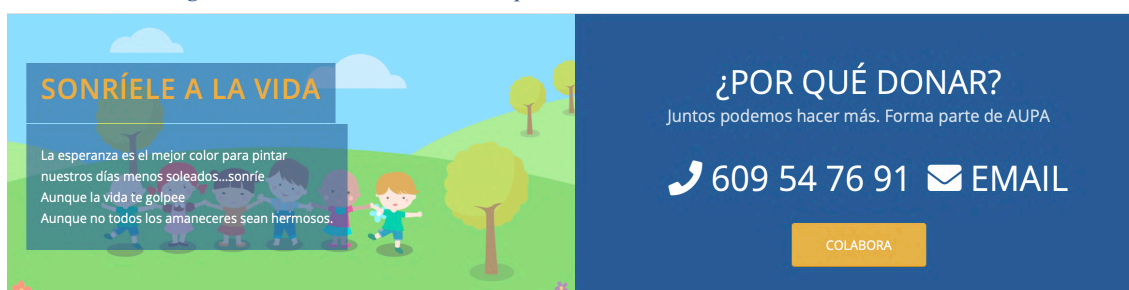 SONRÍELE A LA VIDA
La esperanza es el mejor color para pintar
nuestros días menos soleados...sonríe
Aunque la vida te golpee
Aunque no todos los amaneceres sean hermosos.
¿POR QUÉ DONAR?
Juntos podemos hacer más. Forma parte de AUPA
609 54 76 91 EMAIL
COLABORA